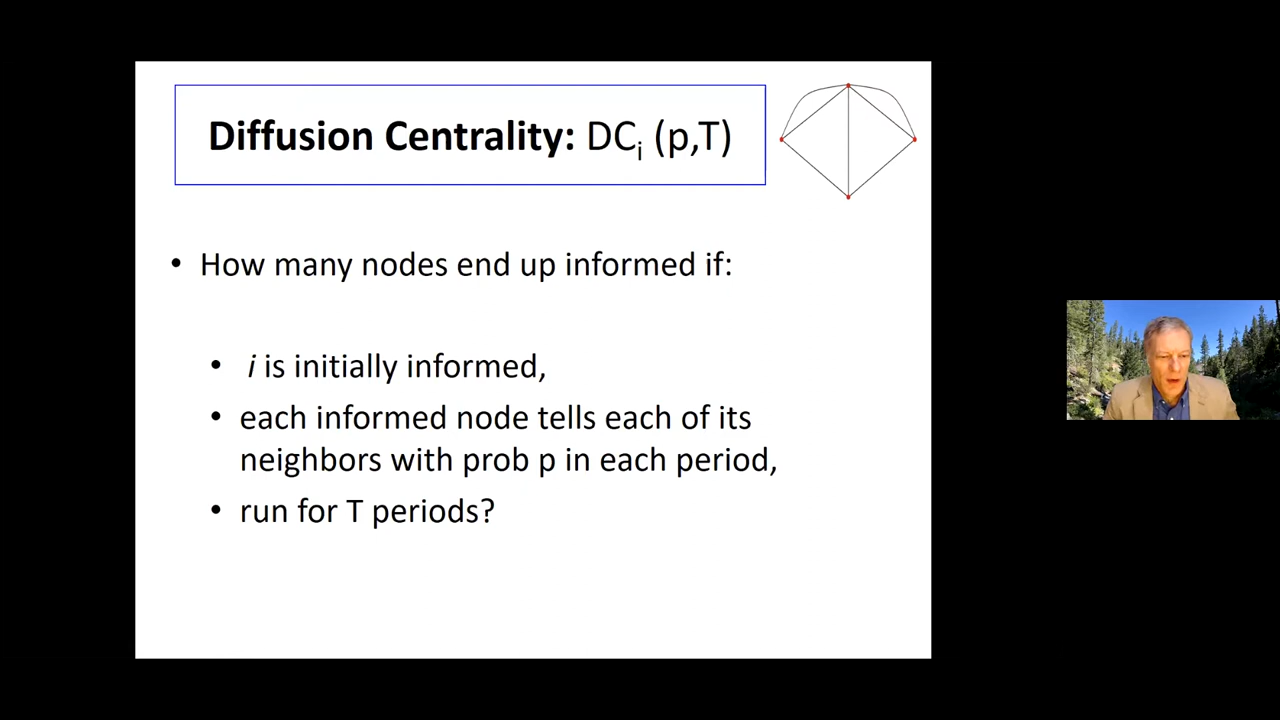 Diffusion Centrality: DCi (p,T)
• How many nodes end up informed if:
• i is initially informed,
• each informed node tells each of its
neighbors with prob p in each period,
• run for T periods?